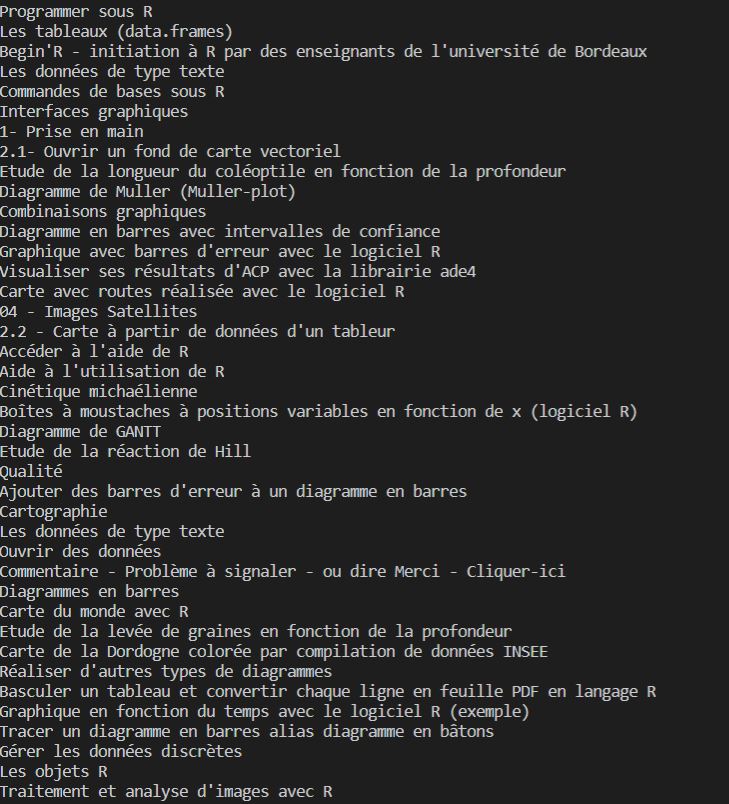 Programmer sous R
Les tableaux (data.frames)
Begin'R - initiation à R par des enseignants de l'université de Bordeaux
Les données de type texte
Commandes de bases sous R
Interfaces graphiques
1- Prise en main
2.1- Ouvrir un fond de carte vectoriel
Etude de la longueur du coléoptile en fonction de la profondeur
Diagramme de Muller (Muller-plot)
Combinaisons graphiques
Diagramme en barres avec intervalles de confiance
Graphique avec barres d'erreur avec le logiciel R
Visualiser ses résultats d'ACP avec la librairie ade4
Carte avec routes réalisée avec le logiciel R
04 - Images Satellites
2.2 - Carte à partir de données d'un tableur
Accéder à l'aide de R
Aide à l'utilisation de R
Cinétique michaélienne
Boîtes à moustaches à positions variables en fonction de x (logiciel R)
Diagramme de GANTT
Etude de la réaction de Hill
Qualité
Ajouter des barres d'erreur à un diagramme en barres
Cartographie
Les données de type texte
Ouvrir des données
Commentaire - Problème à signaler - ou dire Merci - Cliquer-ici
Diagrammes en barres
Carte du monde avec R
Etude de la levée de graines en fonction de la profondeur
Carte de la Dordogne colorée par compilation de données INSEE
Réaliser d'autres types de diagrammes
Basculer un tableau et convertir chaque ligne en feuille PDF en langage R
Graphique en fonction du temps avec le logiciel R (exemple)
Tracer un diagramme en barres alias diagramme en bâtons
Gérer les données discrètes
Les objets R
Traitement et analyse d'images avec R